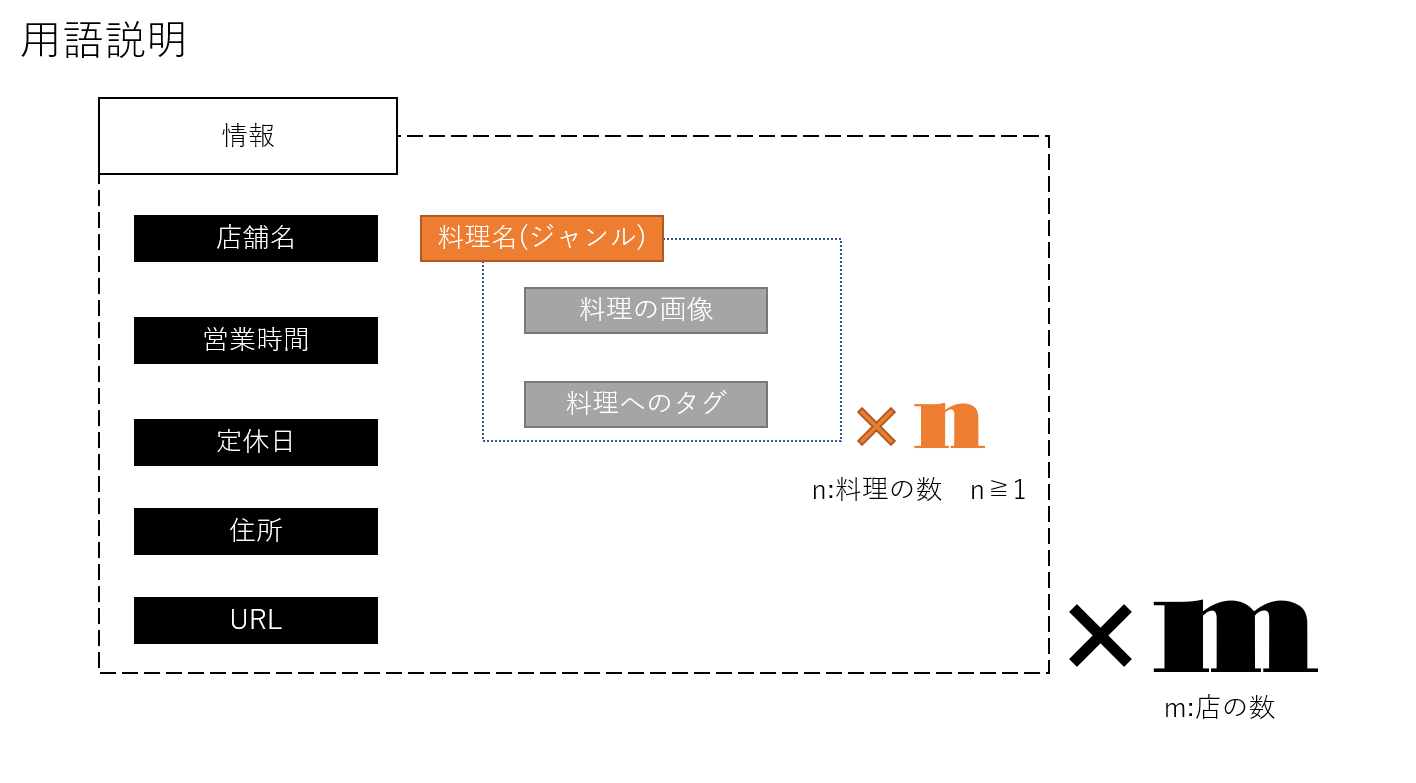 用語説明
情報
店舗名
営業時間
定休日
住所
URL
料理名(ジャンル)
料理の画像
料理へのタグ
×n
n:料理の数　n≧1
×m
m:店の数